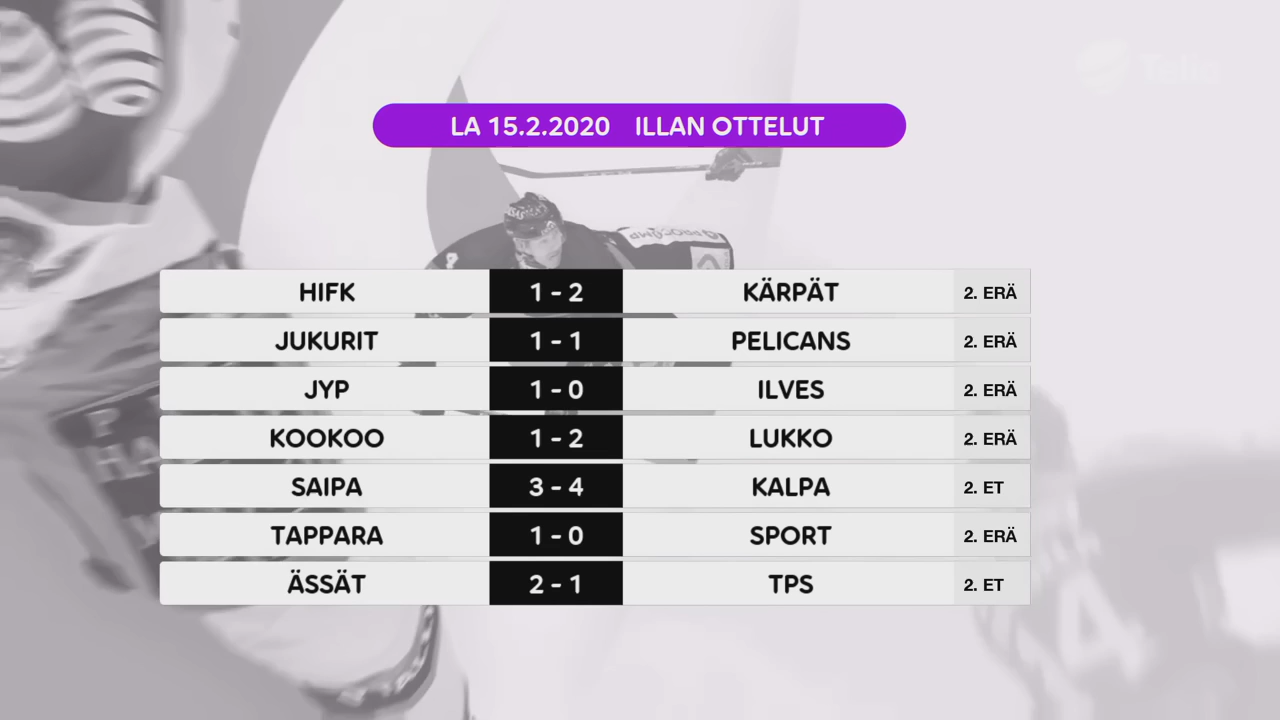 Telia
LA 15.2.2020 ILLAN OTTELUT
PROCOMP
HIFK 1 - 2 KÄRPÄT 2. ERÄ
JUKURIT 1 - 1 PELICANS 2. ERÄ
JYP 1 - 0 ILVES 2. ERÄ
KOOKOO 1 - 2 LUKKO 2. ERÄ
SAIPA 3 - 4 KALPA 2. ET
TAPPARA 1 - 0 SPORT 2. ERÄ
ÄSSÄT 2 - 1 TPS 2. ET